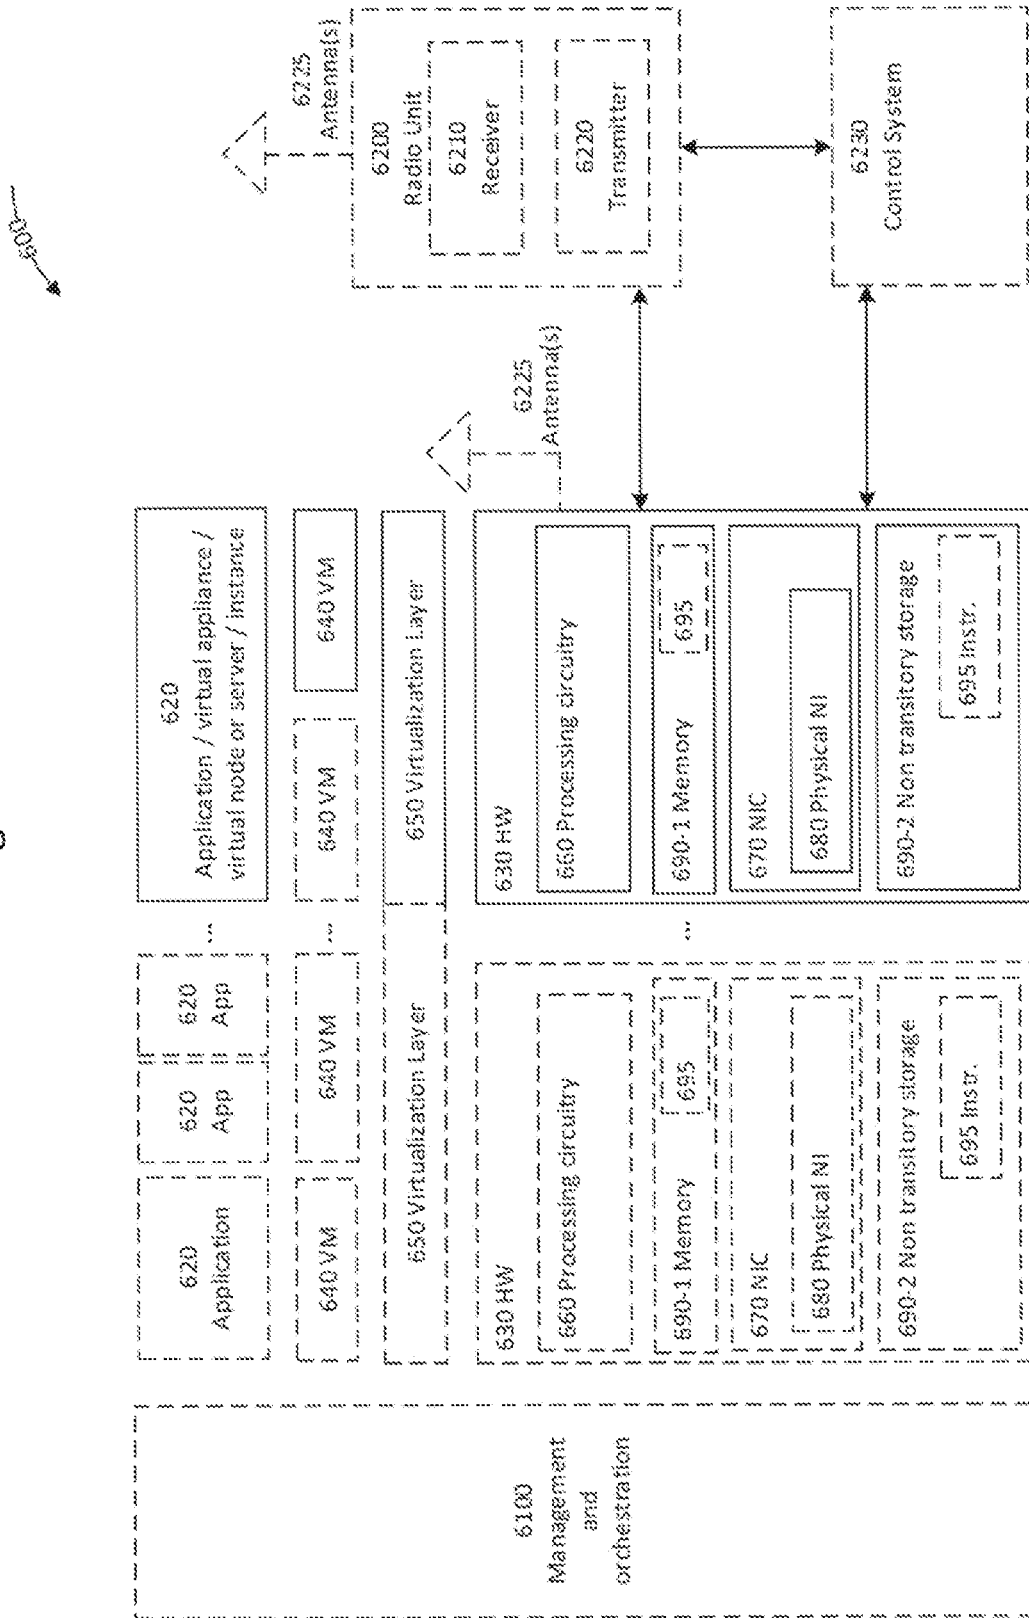 600
6100
Management
and
orchestration
620
Application
620
App
620
App
...
620
Application / virtual appliance /
virtual node or server / instance
640 VM
640 VM
...
640 VM
640 VM
650 Virtualization Layer
650 Virtualization Layer
630 HW
660 Processing circuitry
690-1 Memory
695
670 NIC
680 Physical NI
690-2 Non transitory storage
695 Instr.
...
630 HW
660 Processing circuitry
690-1 Memory
695
670 NIC
680 Physical NI
690-2 Non transitory storage
695 Instr.
6225
Antenna(s)
6225
Antenna(s)
6200
Radio Unit
6210
Receiver
6220
Transmitter
6230
Control System